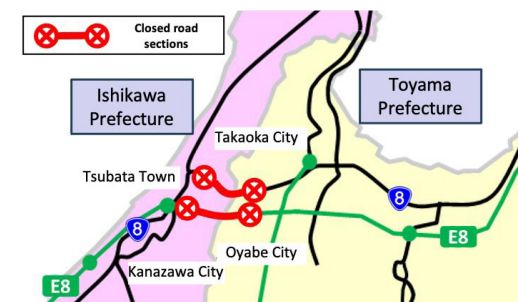 Closed road
sections
Ishikawa
Prefecture
Toyama
Prefecture
Takaoka City
Tsubata Town
8
8
Oyabe City
E8
Kanazawa City
E8